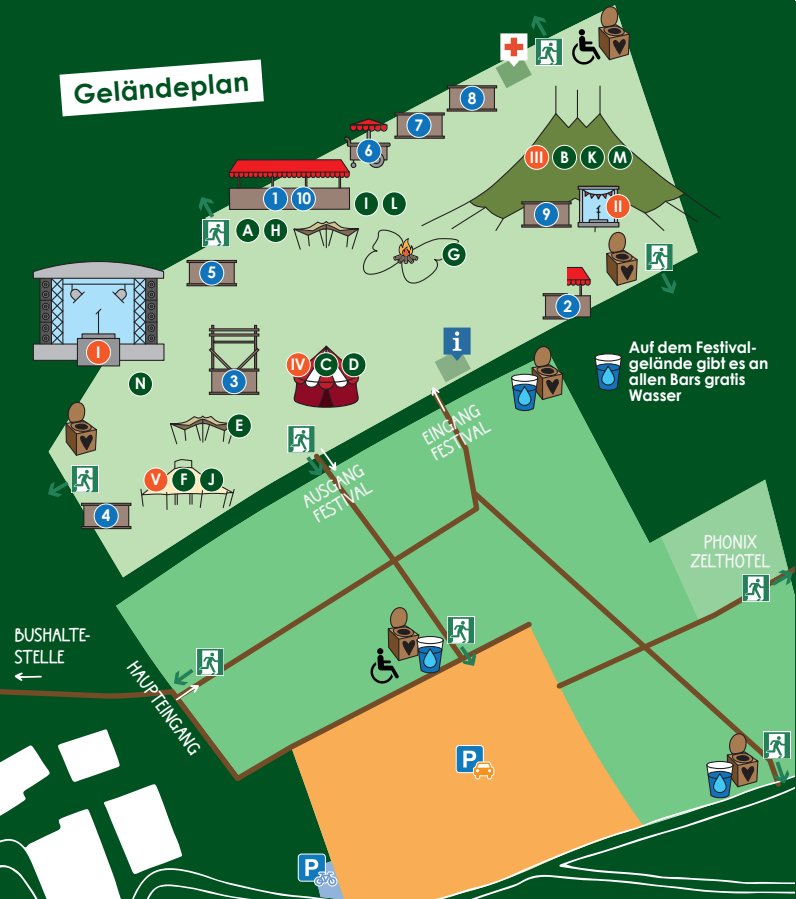 Geländeplan
8
7
6
III B K M
1 10
I L
9
II
A H
G
5
2
i
I
Auf dem Festival-
gelände gibt es an
allen Bars gratis
Wasser
3
IV C D
N
E
EINGANG
FESTIVAL
V F J
AUSGANG
FESTIVAL
4
PHONIX
ZELTHOTEL
BUSHALTE-
STELLE
HAUPTEINGANG
P
P